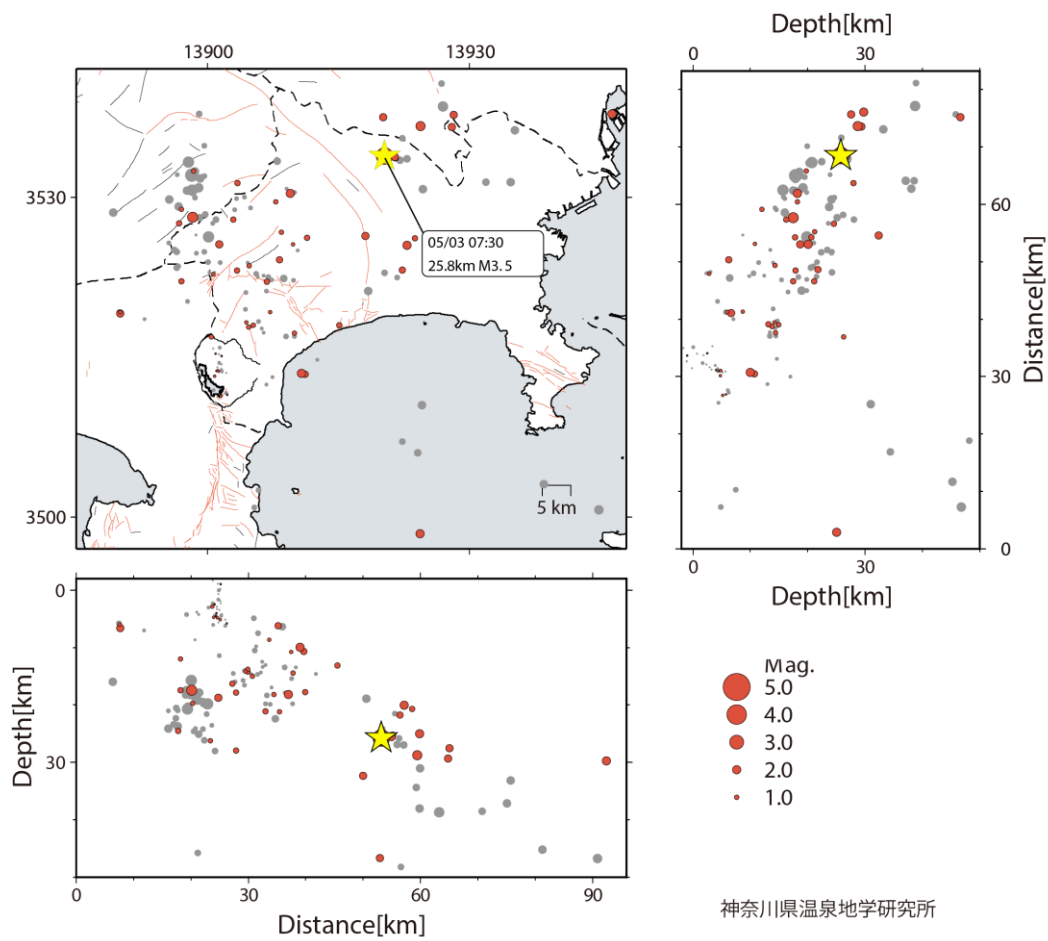 Depth[km]
13900
13930
0
30
3530
05/03 07:30
25.8km M3.5
60
Distance[km]
30
5 km
3500
0
Depth[km]
0
Depth[km]
30
Mag.
5.0
4.0
3.0
2.0
1.0
0
30
60
90
Distance[km]
神奈川県温泉地学研究所